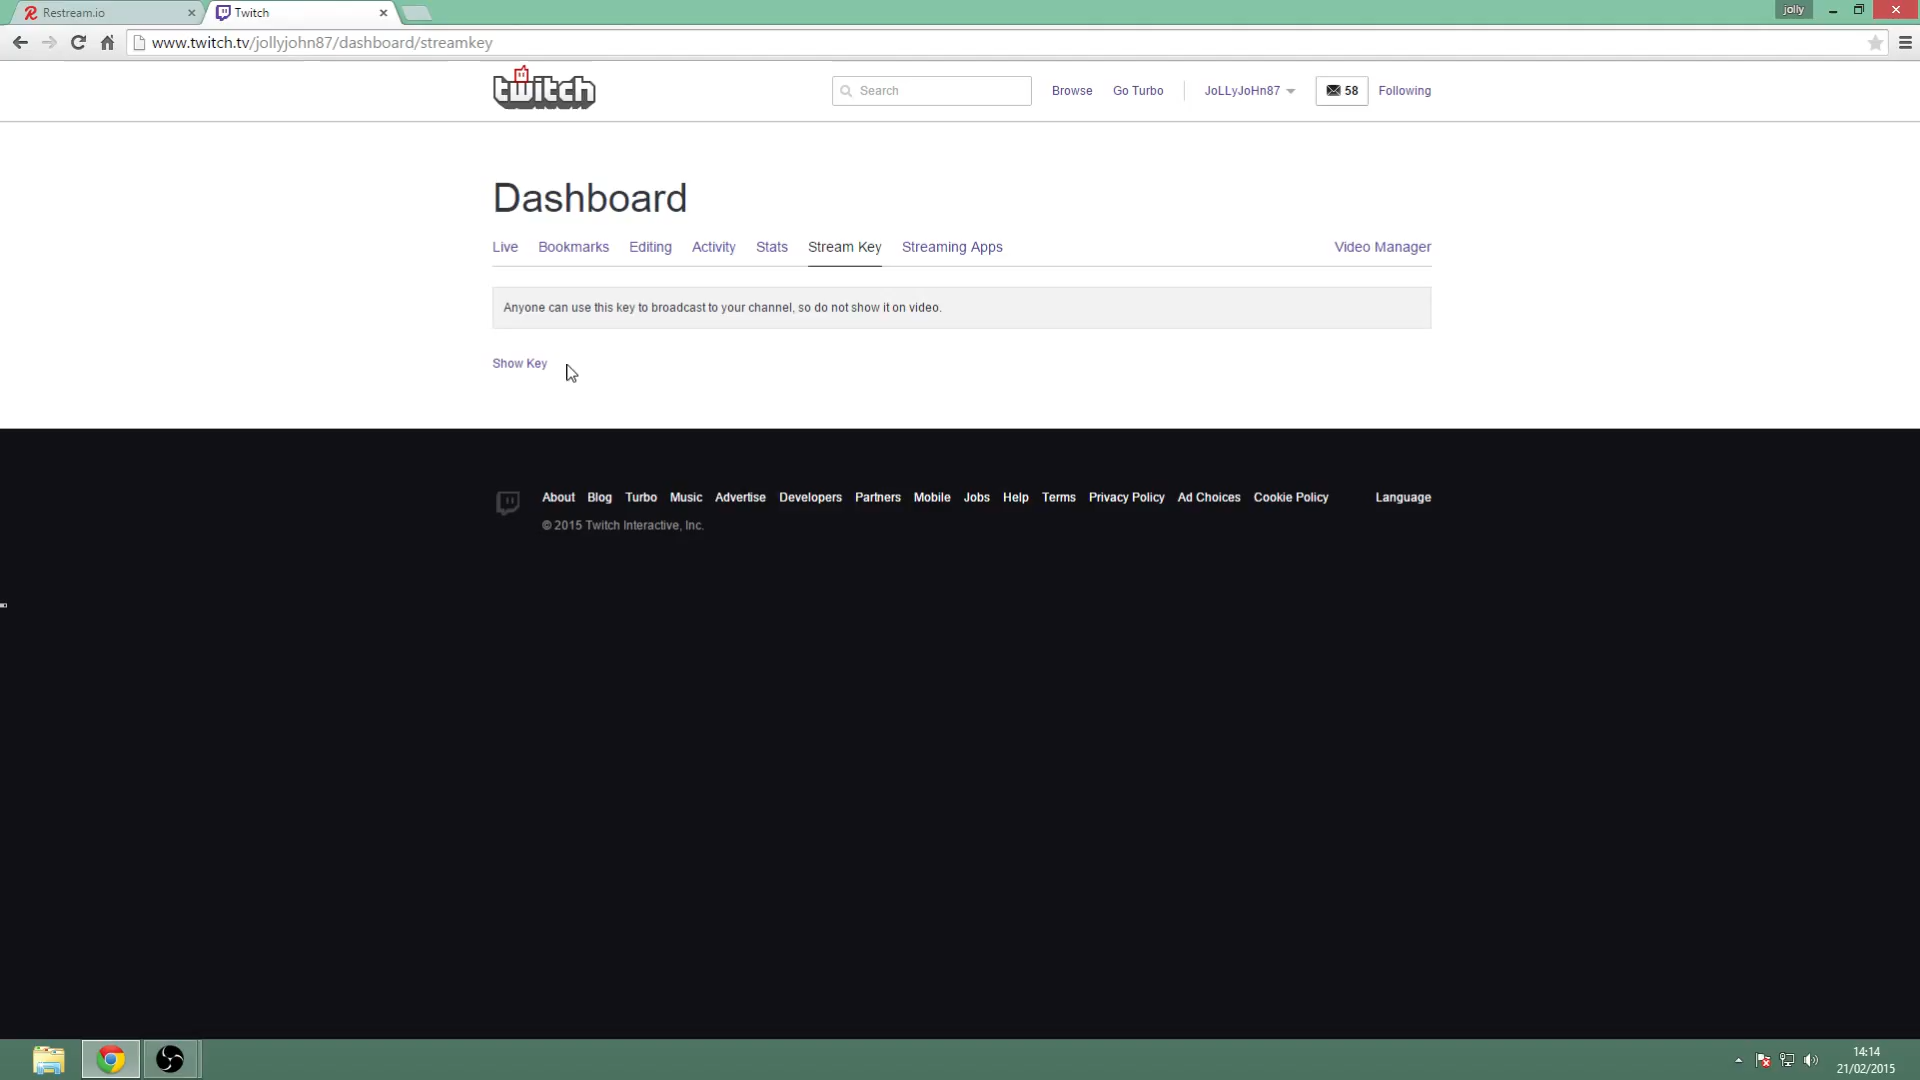 Restream.io
Twitch
jolly
www.twitch.tv/jollyjohn87/dashboard/streamkey
twitch
Search
Browse
Go Turbo
JoLLyJoHn87
58
Following
Dashboard
Live
Bookmarks
Editing
Activity
Stats
Stream Key
Streaming Apps
Video Manager
Anyone can use this key to broadcast to your channel, so do not show it on video.
Show Key
About
Blog
Turbo
Music
Advertise
Developers
Partners
Mobile
Jobs
Help
Terms
Privacy Policy
Ad Choices
Cookie Policy
Language
© 2015 Twitch Interactive, Inc.
14:14
21/02/2015